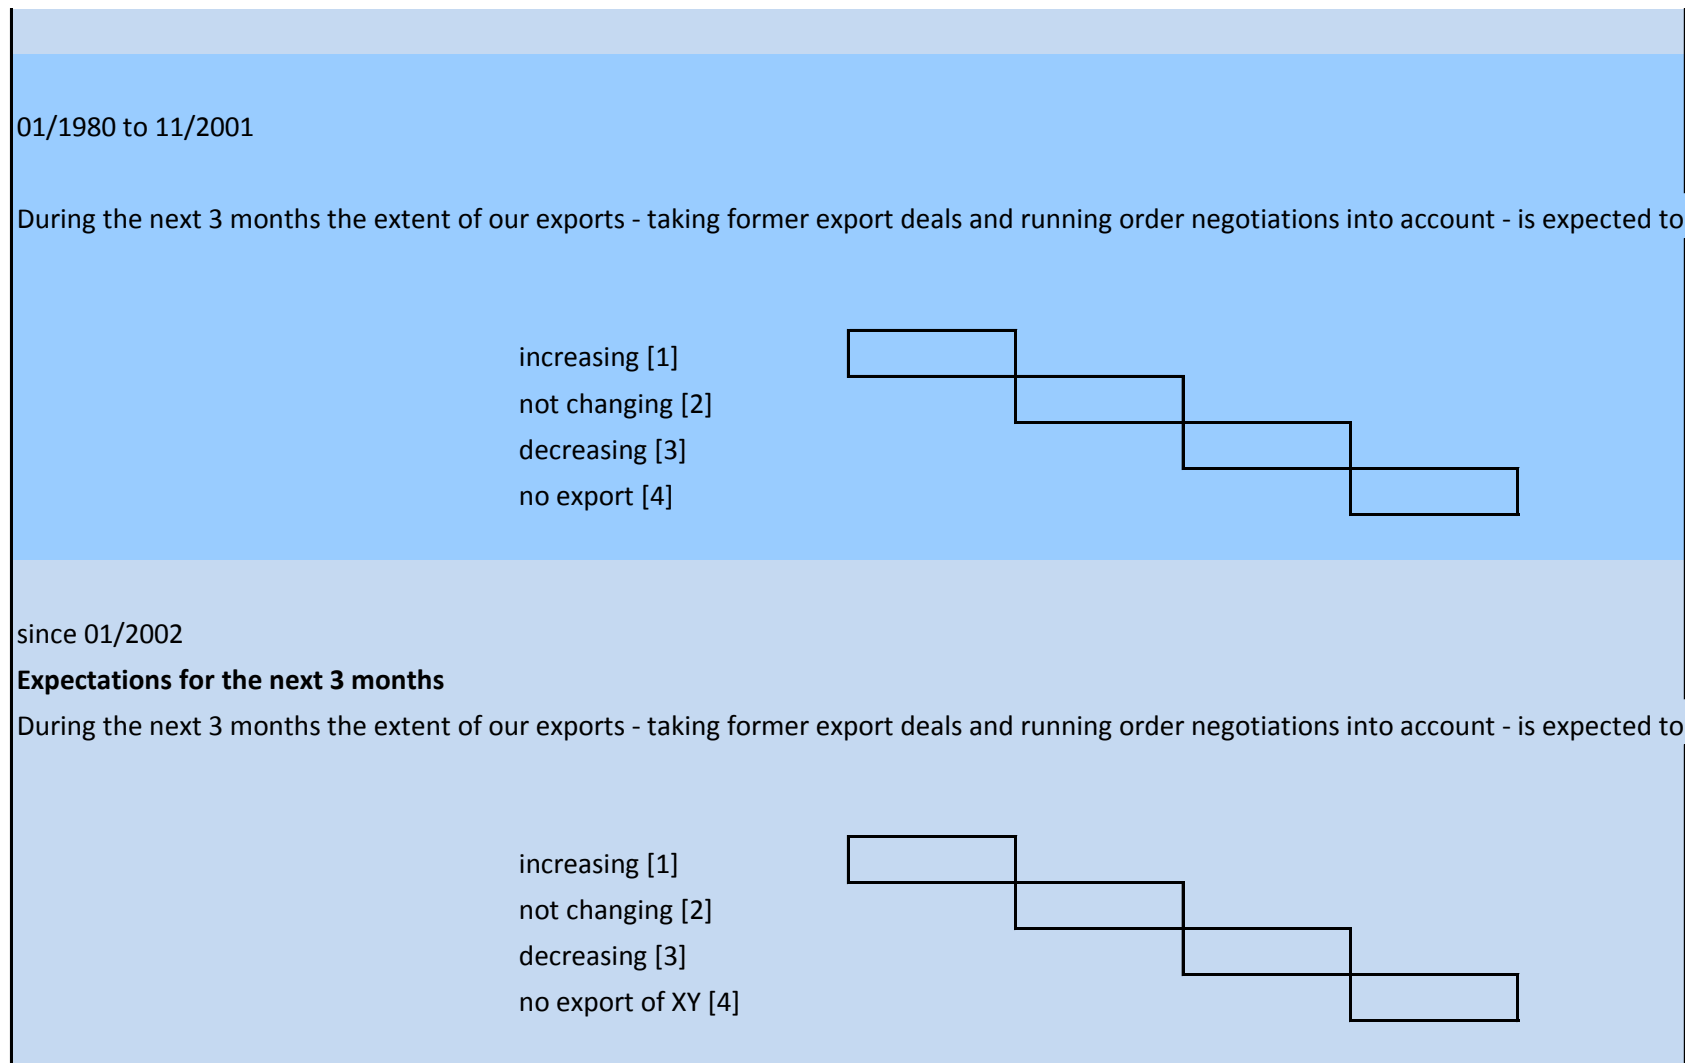 01/1980 to 11/2001
During the next 3 months the extent of our exports - taking former export deals and running order negotiations into account - is expected to
increasing [1]
not changing [2]
decreasing [3]
no export [4]
since 01/2002
Expectations for the next 3 months
During the next 3 months the extent of our exports - taking former export deals and running order negotiations into account - is expected to
increasing [1]
not changing [2]
decreasing [3]
no export of XY [4]